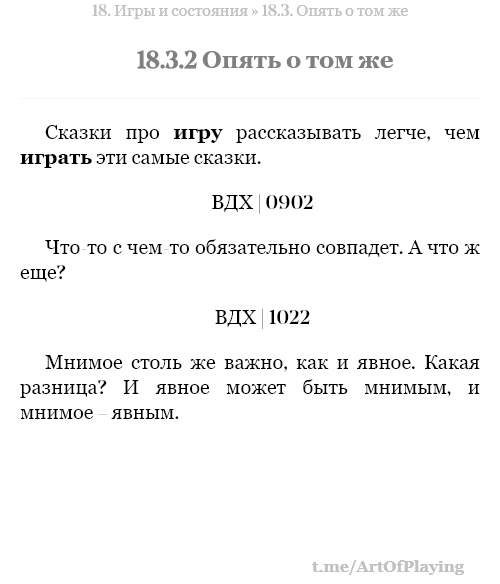 18. Игры и состояния » 18.3. Опять о том же
18.3.2 Опять о том же
Сказки про игру рассказывать легче, чем
играть эти самые сказки.
ВДХ | 0902
Что-то с чем-то обязательно совпадет. А что ж
еще?
ВДХ | 1022
Мнимое столь же важно, как и явное. Какая
разница? И явное может быть мнимым, и
мнимое – явным.
t.me/ArtOfPlaying